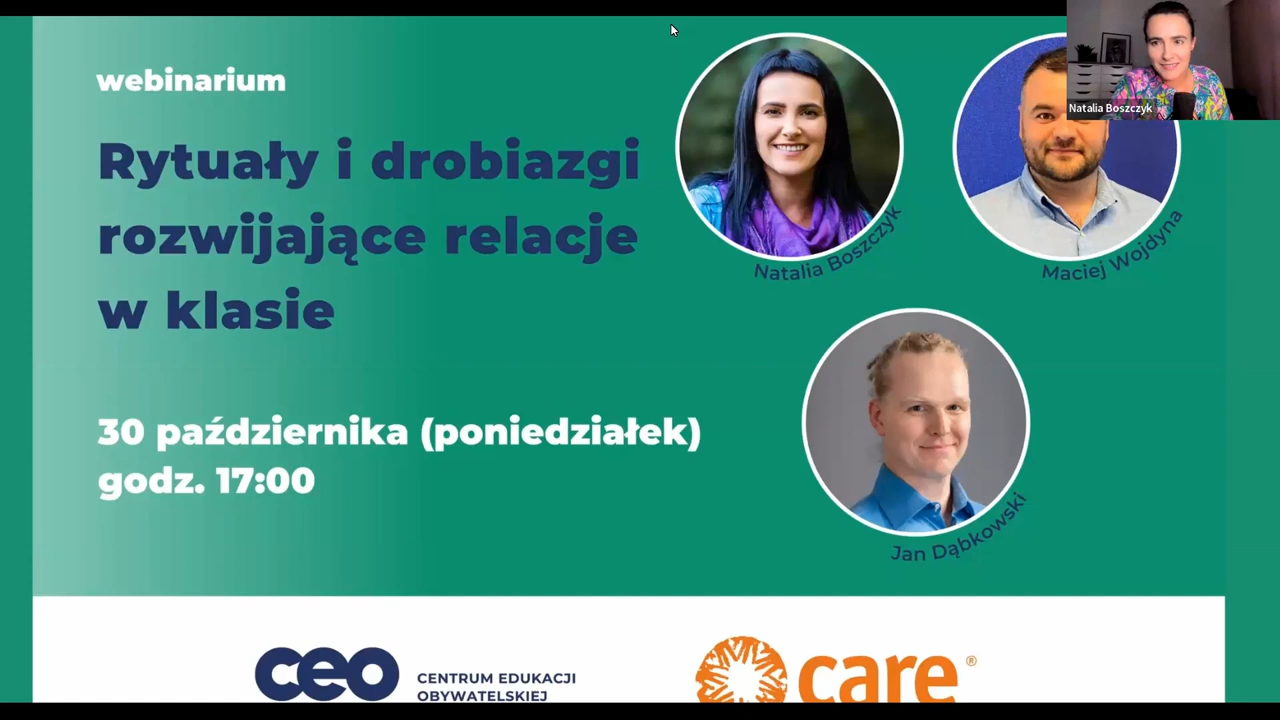 webinarium
Rytuały i drobiazgi
rozwijające relacje
w klasie
30 października (poniedziałek)
godz. 17:00
Natalia Boszczyk
Maciej Wojdyna
Natalia Boszczyk
Jan Dąbkowski
ceo
CENTRUM EDUKACJI
OBYWATELSKIEJ
care®